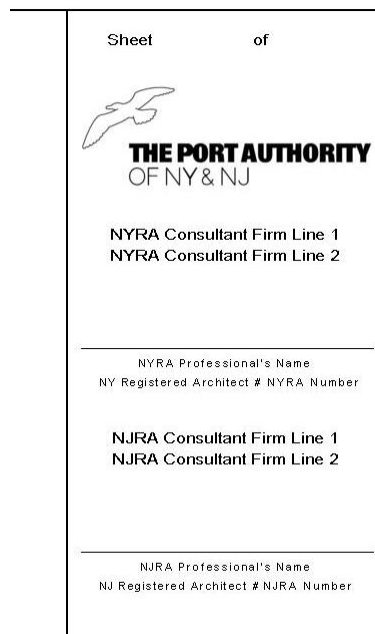 Sheet of
THE PORT AUTHORITY
OF NY & NJ
NYRA Consultant Firm Line 1
NYRA Consultant Firm Line 2
NYRA Professional's Name
NY Registered Architect # NYRA Number
NJRA Consultant Firm Line 1
NJRA Consultant Firm Line 2
NJRA Professional's Name
NJ Registered Architect # NJRA Number